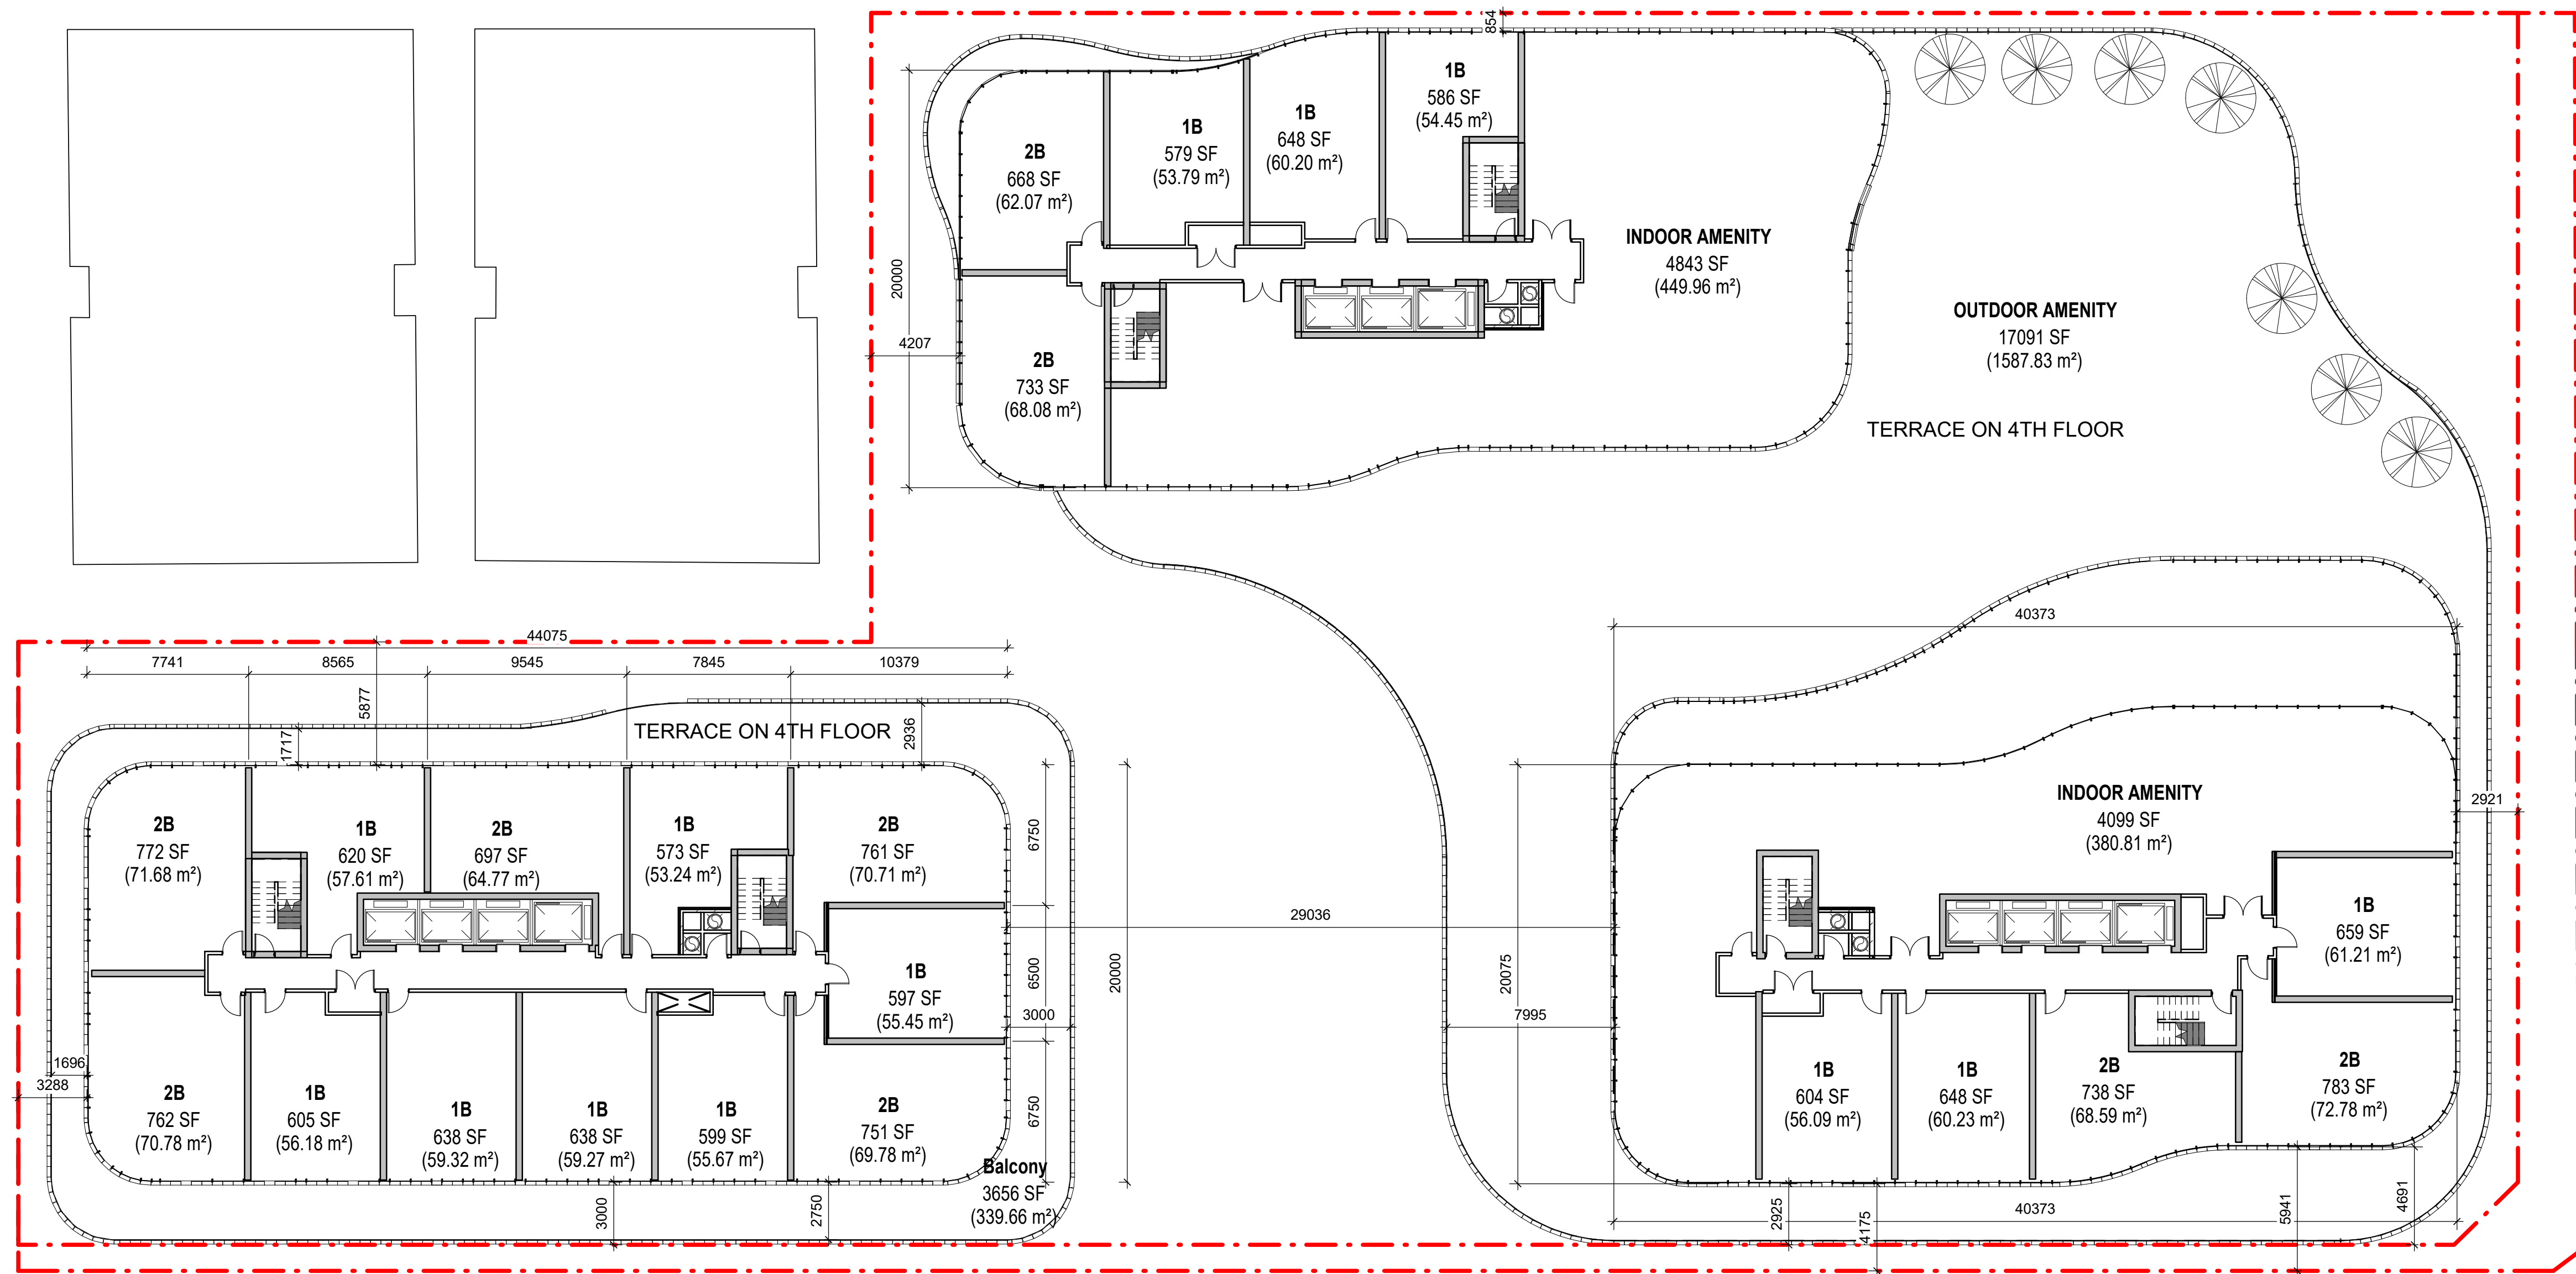 854
1B
586 SF
(54.45 m²)
1B
648 SF
(60.20 m²)
1B
579 SF
(53.79 m²)
2B
668 SF
(62.07 m²)
20000
4207
2B
733 SF
(68.08 m²)
INDOOR AMENITY
4843 SF
(449.96 m²)
OUTDOOR AMENITY
17091 SF
(1587.83 m²)
TERRACE ON 4TH FLOOR
44075
7741
8565
9545
7845
10379
5877
1717
TERRACE ON 4TH FLOOR
2936
2B
772 SF
(71.68 m²)
1B
620 SF
(57.61 m²)
2B
697 SF
(64.77 m²)
1B
573 SF
(53.24 m²)
2B
761 SF
(70.71 m²)
6750
6500
20000
1B
597 SF
(55.45 m²)
3000
6750
1696
3288
2B
762 SF
(70.78 m²)
1B
605 SF
(56.18 m²)
1B
638 SF
(59.32 m²)
1B
638 SF
(59.27 m²)
1B
599 SF
(55.67 m²)
2B
751 SF
(69.78 m²)
Balcony
3656 SF
(339.66 m²)
3000
2750
29036
7995
20075
40373
INDOOR AMENITY
4099 SF
(380.81 m²)
2921
1B
659 SF
(61.21 m²)
1B
604 SF
(56.09 m²)
1B
648 SF
(60.23 m²)
2B
738 SF
(68.59 m²)
2B
783 SF
(72.78 m²)
2925
4175
40373
5941
4691